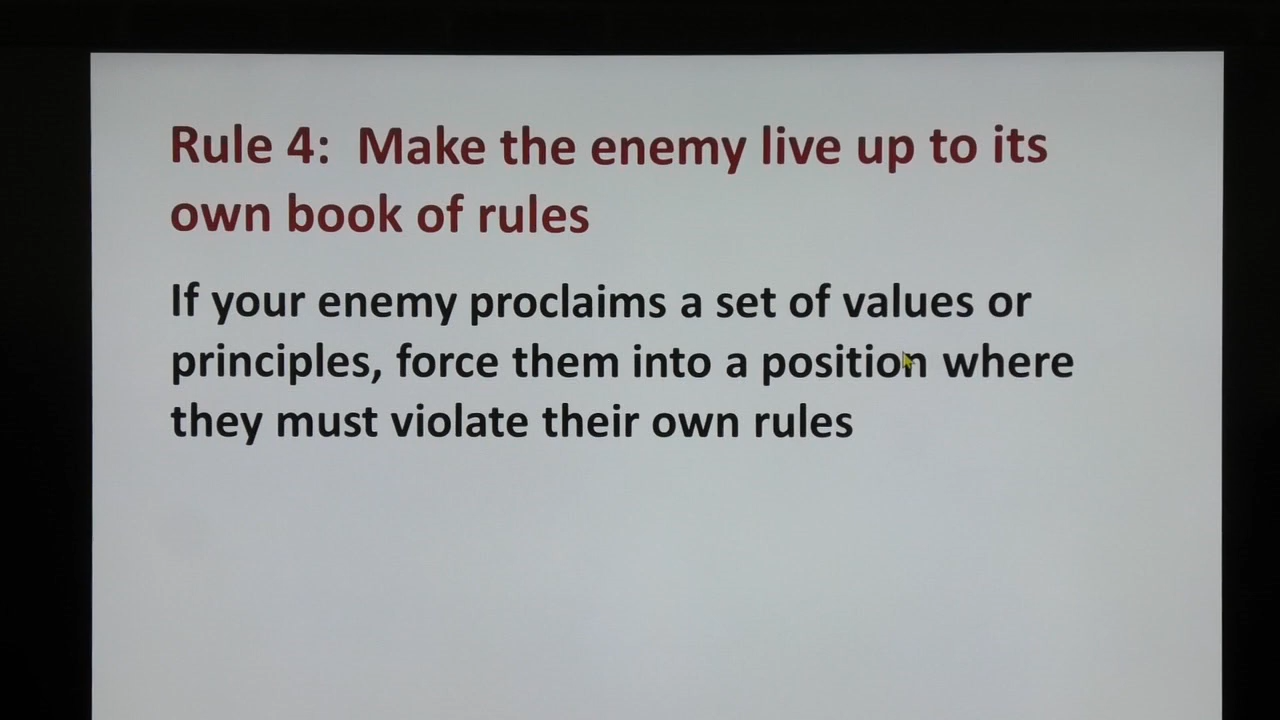 Rule 4:  Make the enemy live up to its
own book of rules
If your enemy proclaims a set of values or
principles, force them into a position where
they must violate their own rules